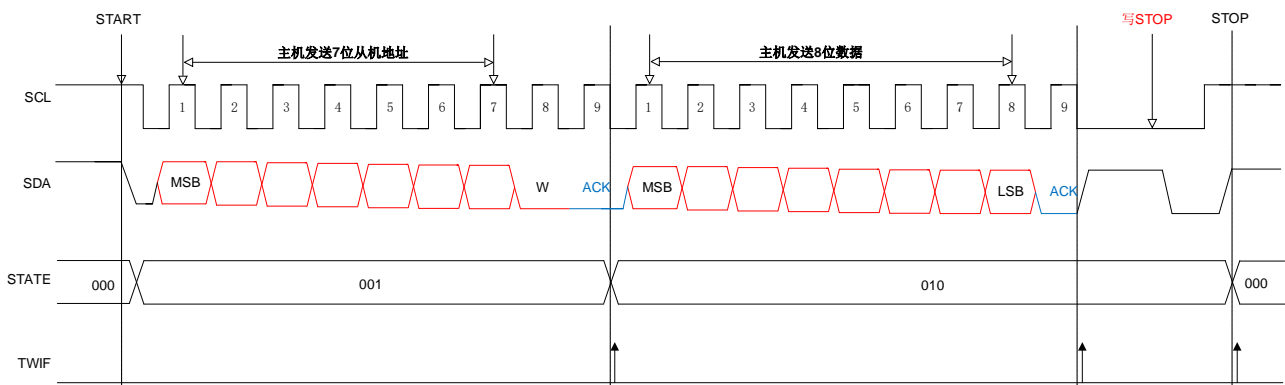 START 写STOP STOP
主机发送7位从机地址 主机发送8位数据
SCL 1 2 3 4 5 6 7 8 9 1 2 3 4 5 6 7 8 9
SDA MSB W ACK MSB LSB ACK
STATE 000 001 010 000
TWIF